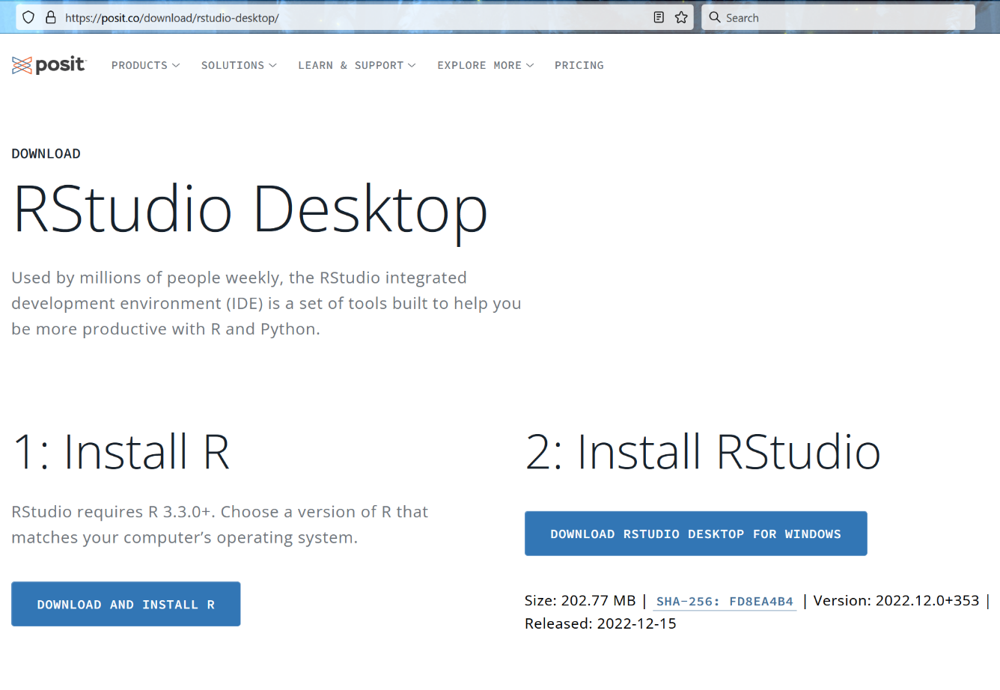 https://posit.co/download/rstudio-desktop/
Search
posit
PRODUCTS
SOLUTIONS
LEARN & SUPPORT
EXPLORE MORE
PRICING
DOWNLOAD
RStudio Desktop
Used by millions of people weekly, the RStudio integrated
development environment (IDE) is a set of tools built to help you
be more productive with R and Python.
1: Install R
RStudio requires R 3.3.0+. Choose a version of R that
matches your computer’s operating system.
DOWNLOAD AND INSTALL R
2: Install RStudio
DOWNLOAD RSTUDIO DESKTOP FOR WINDOWS
Size: 202.77 MB | SHA-256: FD8EA4B4 | Version: 2022.12.0+353 |
Released: 2022-12-15